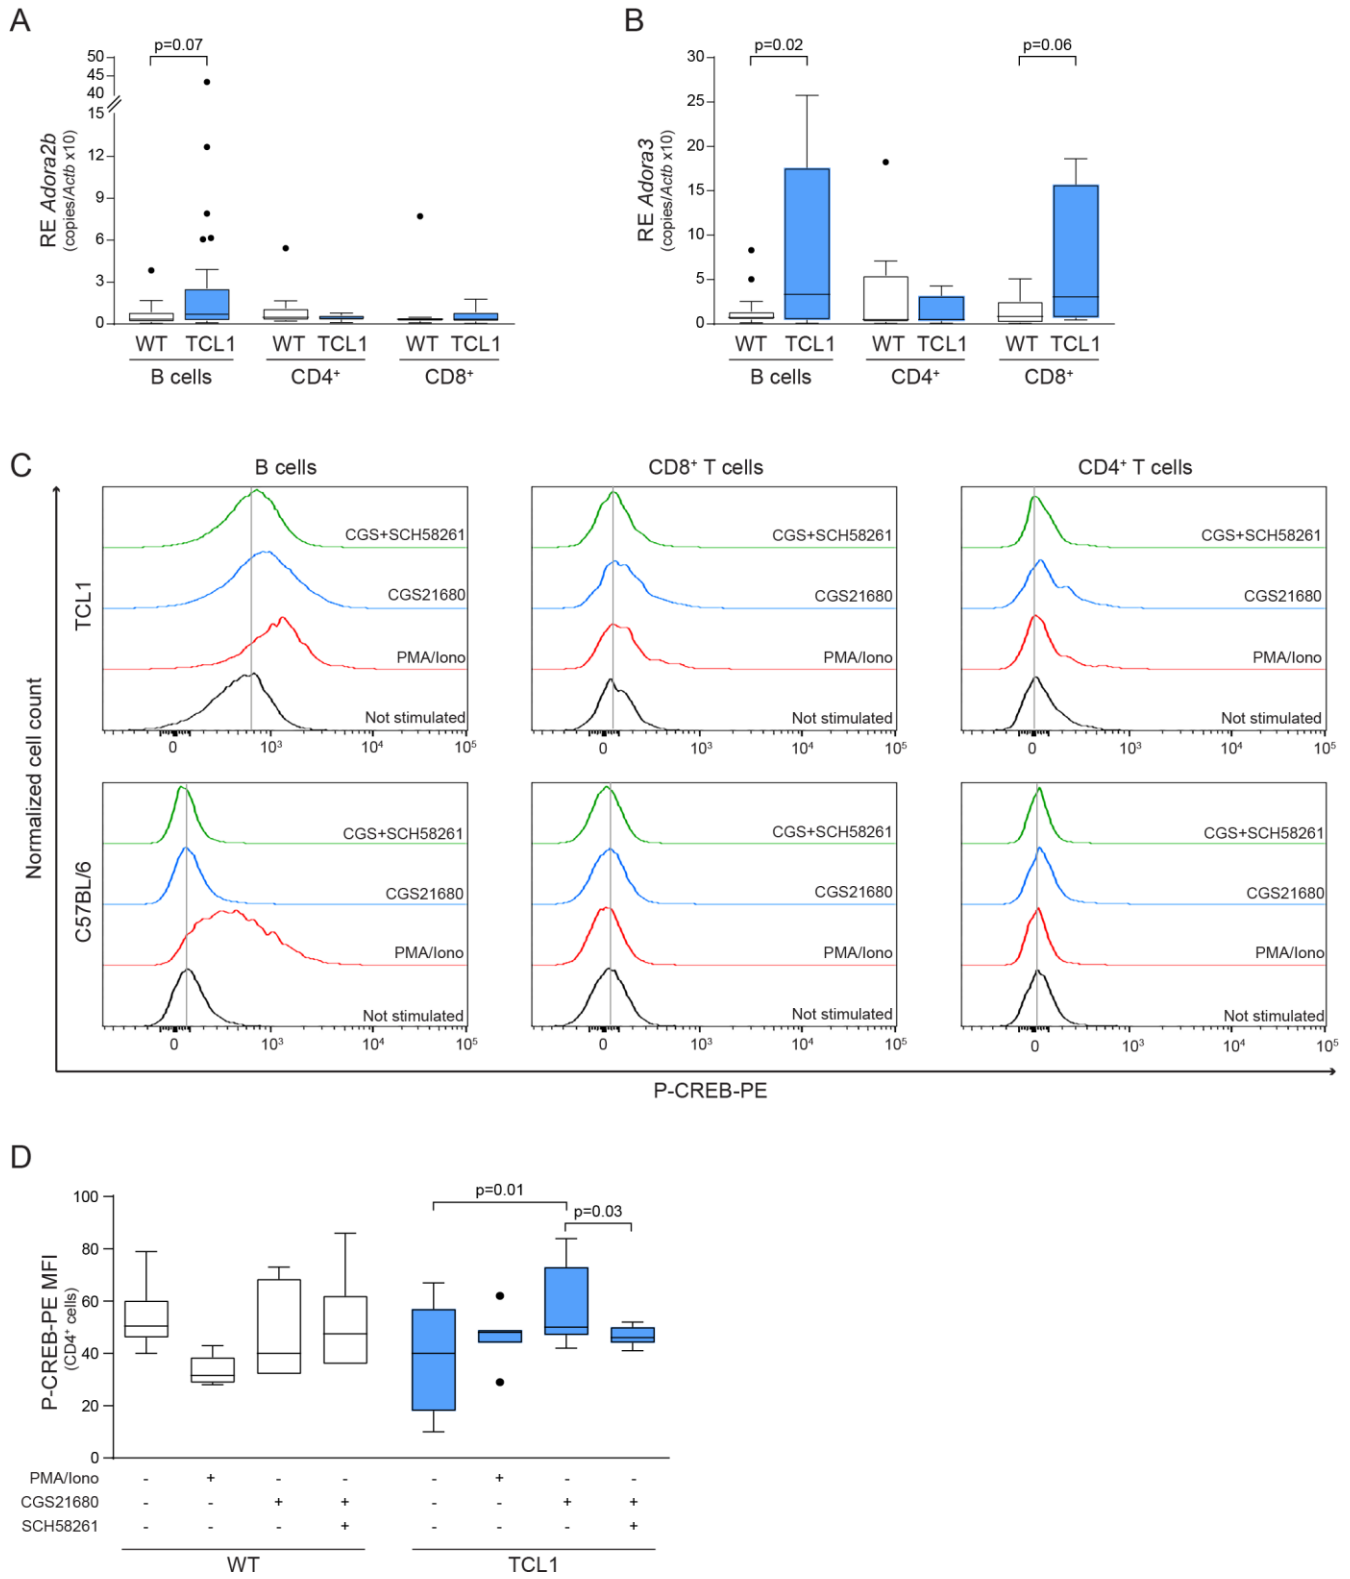 A
p=0.07
50
45
40
15
12
9
6
3
0
RE Adora2b
(copies/Actb x10)
WT TCL1 WT TCL1 WT TCL1
B cells CD4⁺ CD8⁺
B
p=0.02 p=0.06
30
25
20
15
10
5
0
RE Adora3
(copies/Actb x10)
WT TCL1 WT TCL1 WT TCL1
B cells CD4⁺ CD8⁺
C
B cells CD8⁺ T cells CD4⁺ T cells
Normalized cell count
TCL1
CGS+SCH58261 CGS+SCH58261 CGS+SCH58261
CGS21680 CGS21680 CGS21680
PMA/Iono PMA/Iono PMA/Iono
Not stimulated Not stimulated Not stimulated
0 10³ 10⁴ 10⁵ 0 10³ 10⁴ 10⁵ 0 10³ 10⁴ 10⁵
C57BL/6
CGS+SCH58261 CGS+SCH58261 CGS+SCH58261
CGS21680 CGS21680 CGS21680
PMA/Iono PMA/Iono PMA/Iono
Not stimulated Not stimulated Not stimulated
0 10³ 10⁴ 10⁵ 0 10³ 10⁴ 10⁵ 0 10³ 10⁴ 10⁵
P-CREB-PE
D
p=0.01
p=0.03
100
80
60
40
20
0
P-CREB-PE MFI
(CD4⁺ cells)
PMA/Iono - + - - - + - -
CGS21680 - - + + - - + +
SCH58261 - - - + - - - +
WT TCL1